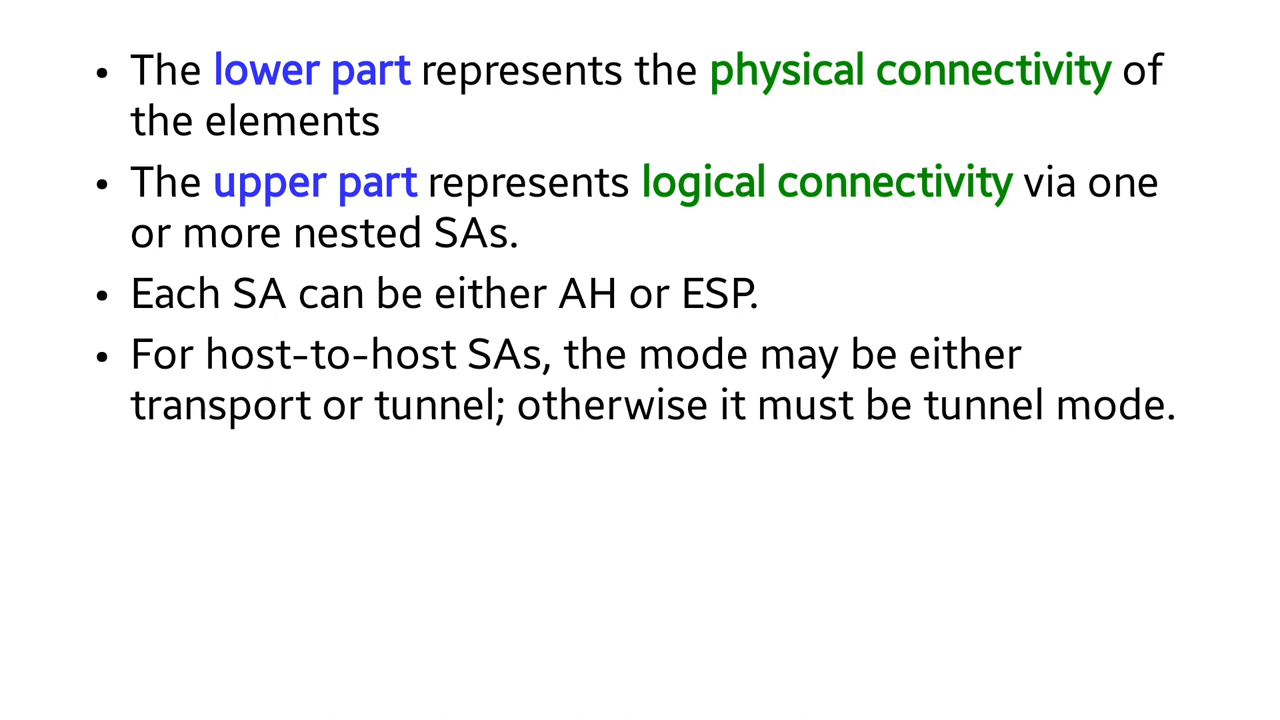 • The lower part represents the physical connectivity of
the elements
• The upper part represents logical connectivity via one
or more nested SAs.
• Each SA can be either AH or ESP.
• For host-to-host SAs, the mode may be either
transport or tunnel; otherwise it must be tunnel mode.